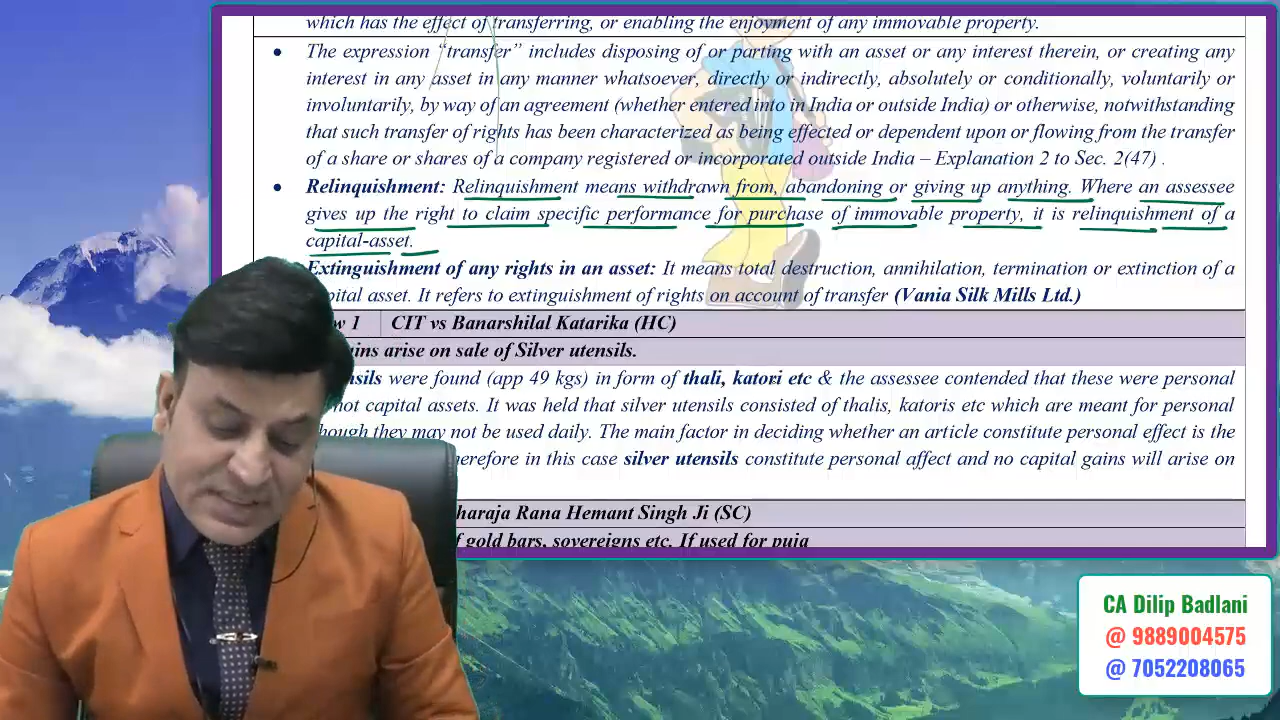 which has the effect of transferring, or enabling the enjoyment of any immovable property.
• The expression “transfer” includes disposing of or parting with an asset or any interest therein, or creating any
interest in any asset in any manner whatsoever, directly or indirectly, absolutely or conditionally, voluntarily or
involuntarily, by way of an agreement (whether entered into in India or outside India) or otherwise, notwithstanding
that such transfer of rights has been characterized as being effected or dependent upon or flowing from the transfer
of a share or shares of a company registered or incorporated outside India – Explanation 2 to Sec. 2(47) .
• Relinquishment: Relinquishment means withdrawn from, abandoning or giving up anything. Where an assessee
gives up the right to claim specific performance for purchase of immovable property, it is relinquishment of a
capital-asset.
Extinguishment of any rights in an asset: It means total destruction, annihilation, termination or extinction of a
pital asset. It refers to extinguishment of rights on account of transfer (Vania Silk Mills Ltd.)
w 1 CIT vs Banarshilal Katarika (HC)
ins arise on sale of Silver utensils.
nsils were found (app 49 kgs) in form of thali, katori etc & the assessee contended that these were personal
not capital assets. It was held that silver utensils consisted of thalis, katoris etc which are meant for personal
hough they may not be used daily. The main factor in deciding whether an article constitute personal effect is the
herefore in this case silver utensils constitute personal affect and no capital gains will arise on
haraja Rana Hemant Singh Ji (SC)
f gold bars, sovereigns etc. If used for puja
CA Dilip Badlani
@ 9889004575
@ 7052208065